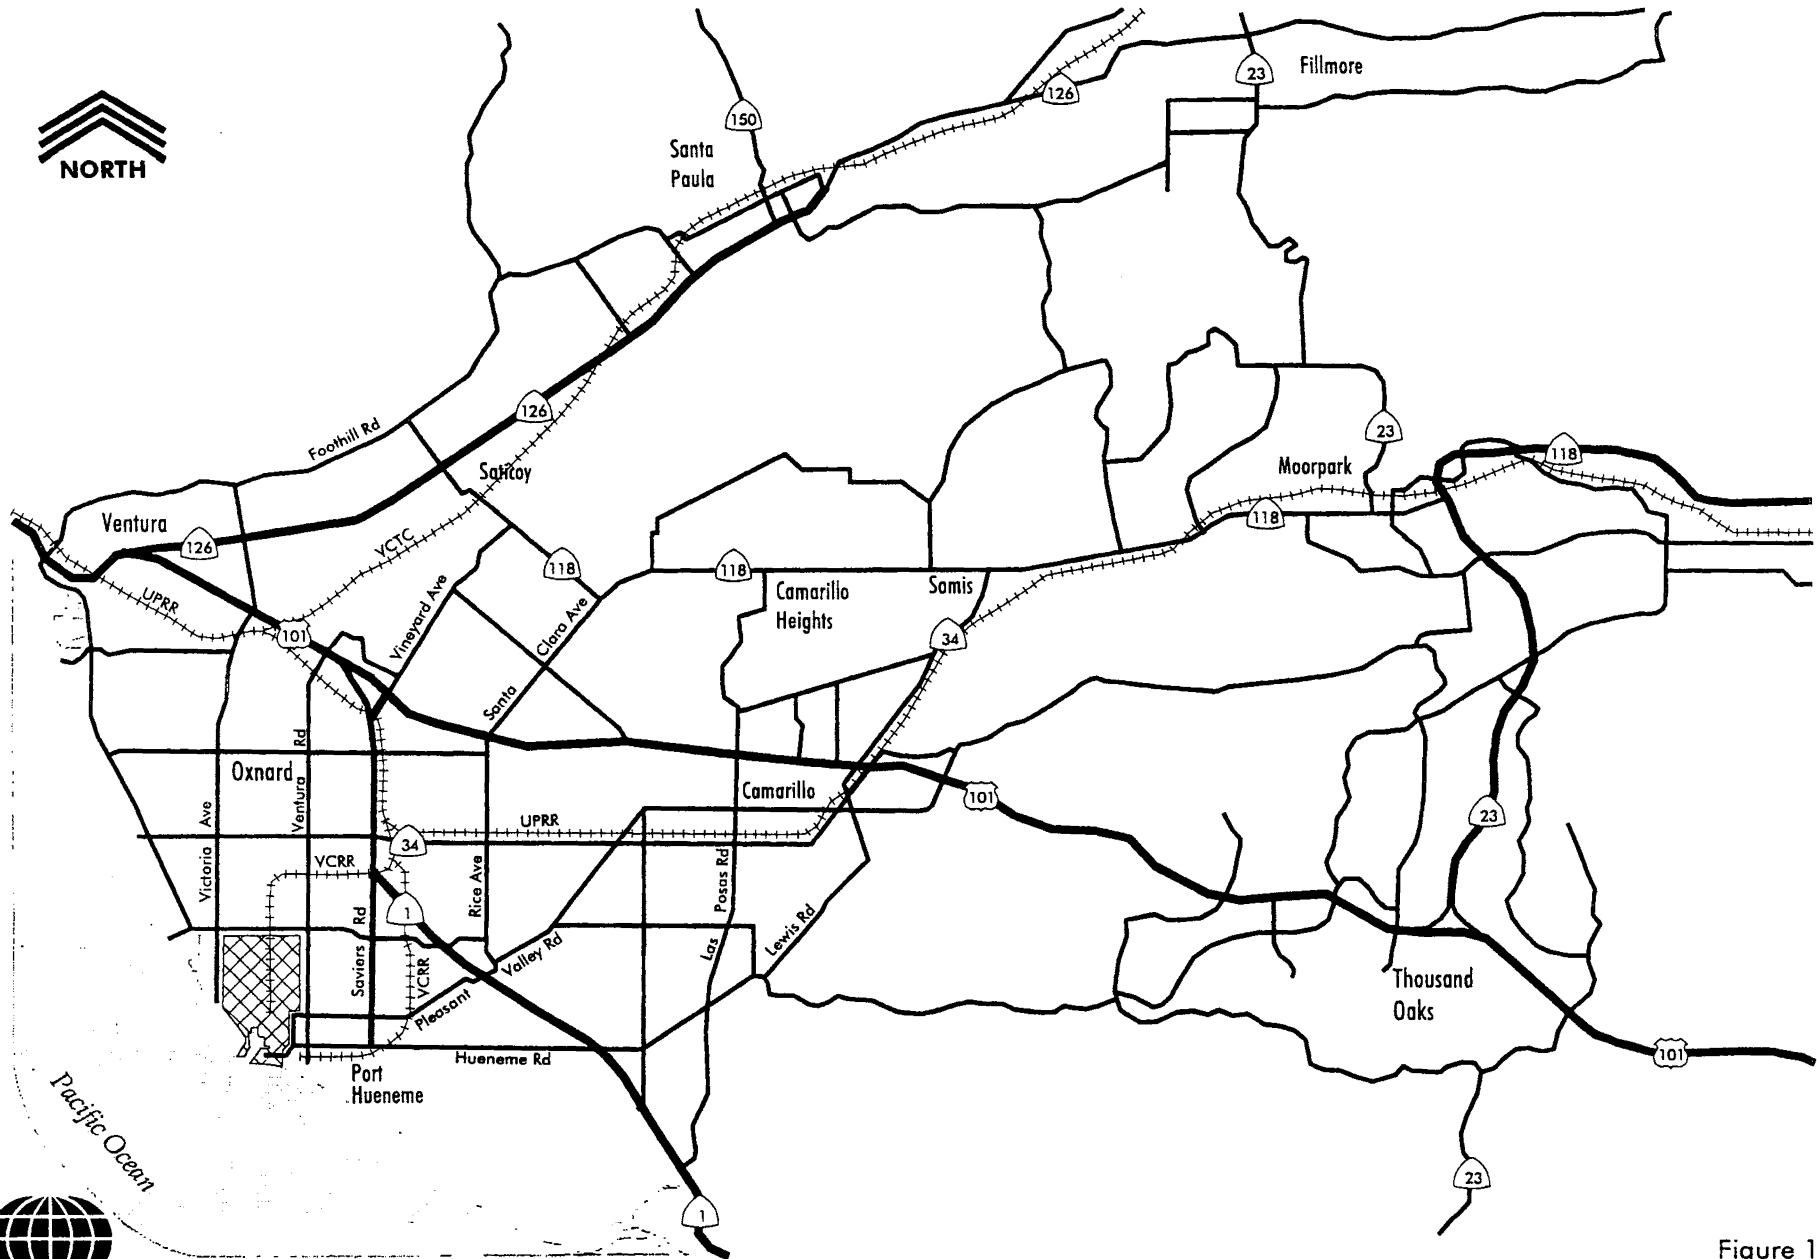 NORTH
150
126
23
Fillmore
Santa
Paula
126
Foothill Rd
Saticoy
23
Moorpark
118
118
Ventura
126
VCTC
118
118
Camarillo
Heights
Somis
UPRR
101
Vineyard Ave
Santa Clara Ave
34
Oxnard
Ventura Rd
Victoria Ave
Camarillo
101
23
UPRR
34
VCRR
Rice Ave
Las Posas Rd
1
Saviers Rd
VCRR
Pleasant Valley Rd
Lewis Rd
Thousand
Oaks
Hueneme Rd
101
Port
Hueneme
Pacific Ocean
23
1
Figure 1